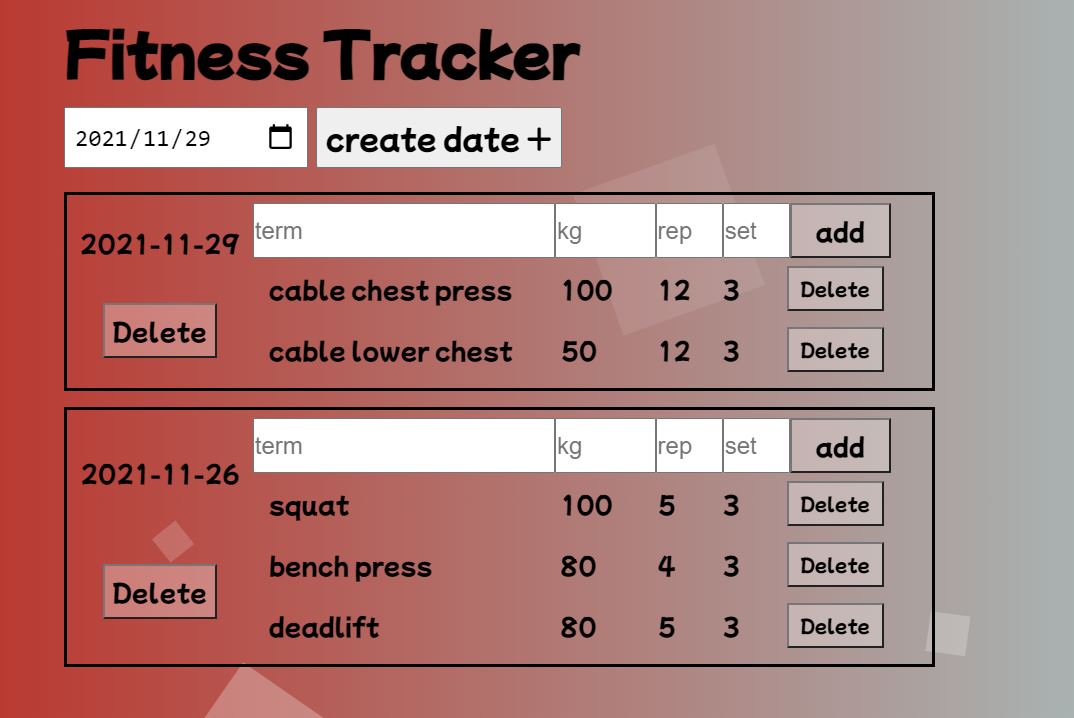 Fitness Tracker
2021/11/29 create date +
term kg rep set add
2021-11-29
cable chest press 100 12 3 Delete
Delete
cable lower chest 50 12 3 Delete
term kg rep set add
2021-11-26
squat 100 5 3 Delete
bench press 80 4 3 Delete
Delete
deadlift 80 5 3 Delete